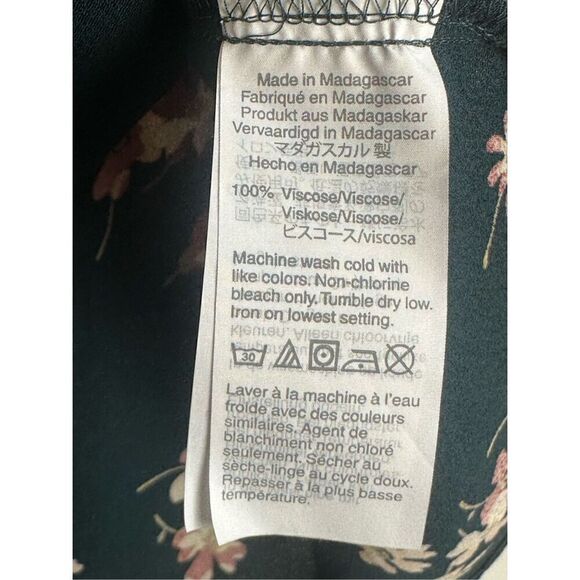 Made in Madagascar
Fabriqué en Madagascar
Produkt aus Madagaskar
Vervaardigd in Madagascar
マダガスカル 製
Hecho en Madagascar
100% Viscose/Viscose/
Viskose/Viscose/
ビスコース/viscosa
Machine wash cold with
like colors. Non-chlorine
bleach only. Tumble dry low.
Iron on lowest setting.
30
Laver à la machine à l'eau
froide avec des couleurs
similaires. Agent de
blanchiment non chloré
seulement. Sécher au
sèche-linge au cycle doux.
Repasser à la plus basse
température.